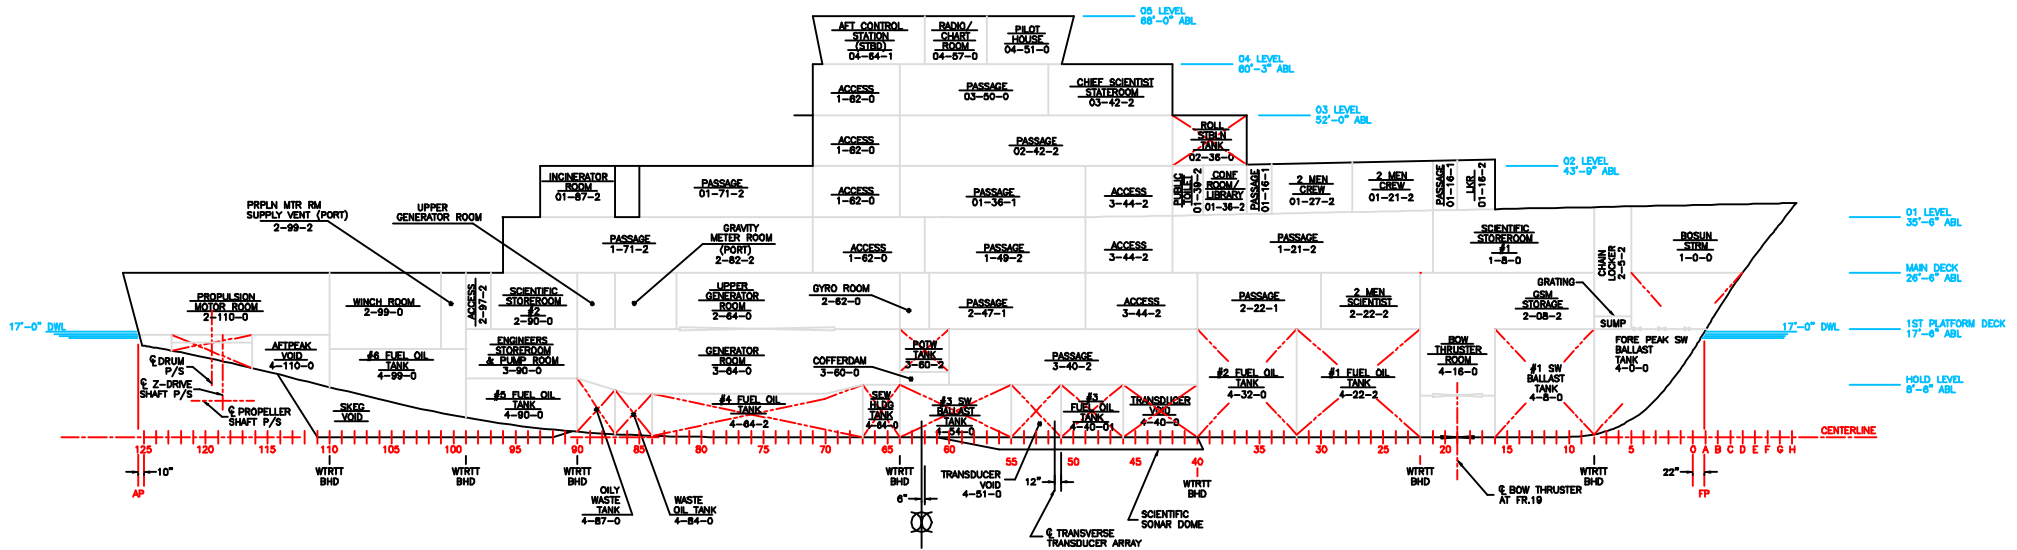 05 LEVEL
68'-0" ABL
AFT CONTROL
STATION
(STBD)
04-64-1
RADIO/
CHART
ROOM
04-57-0
PILOT
HOUSE
04-51-0
04 LEVEL
60'-3" ABL
ACCESS
1-62-0
PASSAGE
03-50-0
CHIEF SCIENTIST
STATEROOM
03-42-2
03 LEVEL
52'-0" ABL
ACCESS
1-62-0
PASSAGE
02-42-2
ROLL
STBLN
TANK
02-36-0
02 LEVEL
43'-9" ABL
INCINERATOR
ROOM
01-87-2
PASSAGE
01-71-2
ACCESS
1-62-0
PASSAGE
01-36-1
ACCESS
3-44-2
PUBLIC
TOILET
01-39-2
CONF
ROOM/
LIBRARY
01-36-2
PASSAGE
01-16-1
2 MEN
CREW
01-27-2
2 MEN
CREW
01-21-2
PASSAGE
01-16-1
LKR
01-16-2
PRPLN MTR RM
SUPPLY VENT (PORT)
2-99-2
UPPER
GENERATOR ROOM
PASSAGE
1-71-2
GRAVITY
METER ROOM
(PORT)
2-82-2
ACCESS
1-62-0
PASSAGE
1-49-2
ACCESS
3-44-2
PASSAGE
1-21-2
SCIENTIFIC
STOREROOM
#1
1-8-0
CHAIN
LOCKER
2-5-2
BOSUN
STRM
1-0-0
01 LEVEL
35'-6" ABL
MAIN DECK
26'-6" ABL
PROPULSION
MOTOR ROOM
2-110-0
WINCH ROOM
2-99-0
ACCESS
2-97-2
SCIENTIFIC
STOREROOM
#2
2-90-0
UPPER
GENERATOR
ROOM
2-64-0
GYRO ROOM
2-62-0
PASSAGE
2-47-1
ACCESS
3-44-2
PASSAGE
2-22-1
2 MEN
SCIENTIST
2-22-2
GSM
STORAGE
2-08-2
GRATING
SUMP
17'-0" DWL
17'-0" DWL
1ST PLATFORM DECK
17'-6" ABL
AFTPEAK
VOID
4-110-0
#6 FUEL OIL
TANK
4-99-0
ENGINEERS
STOREROOM
& PUMP ROOM
3-90-0
GENERATOR
ROOM
3-64-0
COFFERDAM
3-60-0
POTW
TANK
3-60-2
PASSAGE
3-40-2
#2 FUEL OIL
TANK
4-32-0
#1 FUEL OIL
TANK
4-22-2
BOW
THRUSTER
ROOM
4-16-0
#1 SW
BALLAST
TANK
4-8-0
FORE PEAK SW
BALLAST
TANK
4-0-0
HOLD LEVEL
8'-6" ABL
℄ DRUM
P/S
℄ Z-DRIVE
SHAFT P/S
℄ PROPELLER
SHAFT P/S
SKEG
VOID
#5 FUEL OIL
TANK
4-90-0
#4 FUEL OIL
TANK
4-64-2
SEW
HLDG
TANK
4-64-0
#3 SW
BALLAST
TANK
4-54-0
#3
FUEL OIL
TANK
4-40-01
TRANSDUCER
VOID
4-40-0
CENTERLINE
125 120 115 110 105 100 95 90 85 80 75 70 65 60 55 50 45 40 35 30 25 20 15 10 5 0 A B C D E F G H
10"
AP
WTRTT
BHD
WTRTT
BHD
WTRTT
BHD
OILY
WASTE
TANK
4-87-0
WASTE
OIL TANK
4-84-0
WTRTT
BHD
6"
TRANSDUCER
VOID
4-51-0
12"
℄ TRANSVERSE
TRANSDUCER ARRAY
SCIENTIFIC
SONAR DOME
WTRTT
BHD
WTRTT
BHD
℄ BOW THRUSTER
AT FR.19
WTRTT
BHD
22"
FP